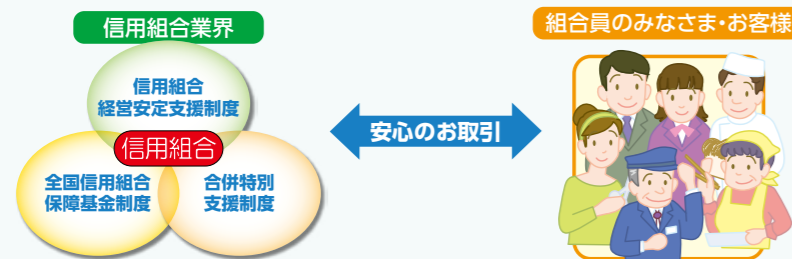 信用組合業界
組合員のみなさま・お客様
信用組合
経営安定支援制度
信用組合
安心のお取引
全国信用組合
保障基金制度
合併特別
支援制度